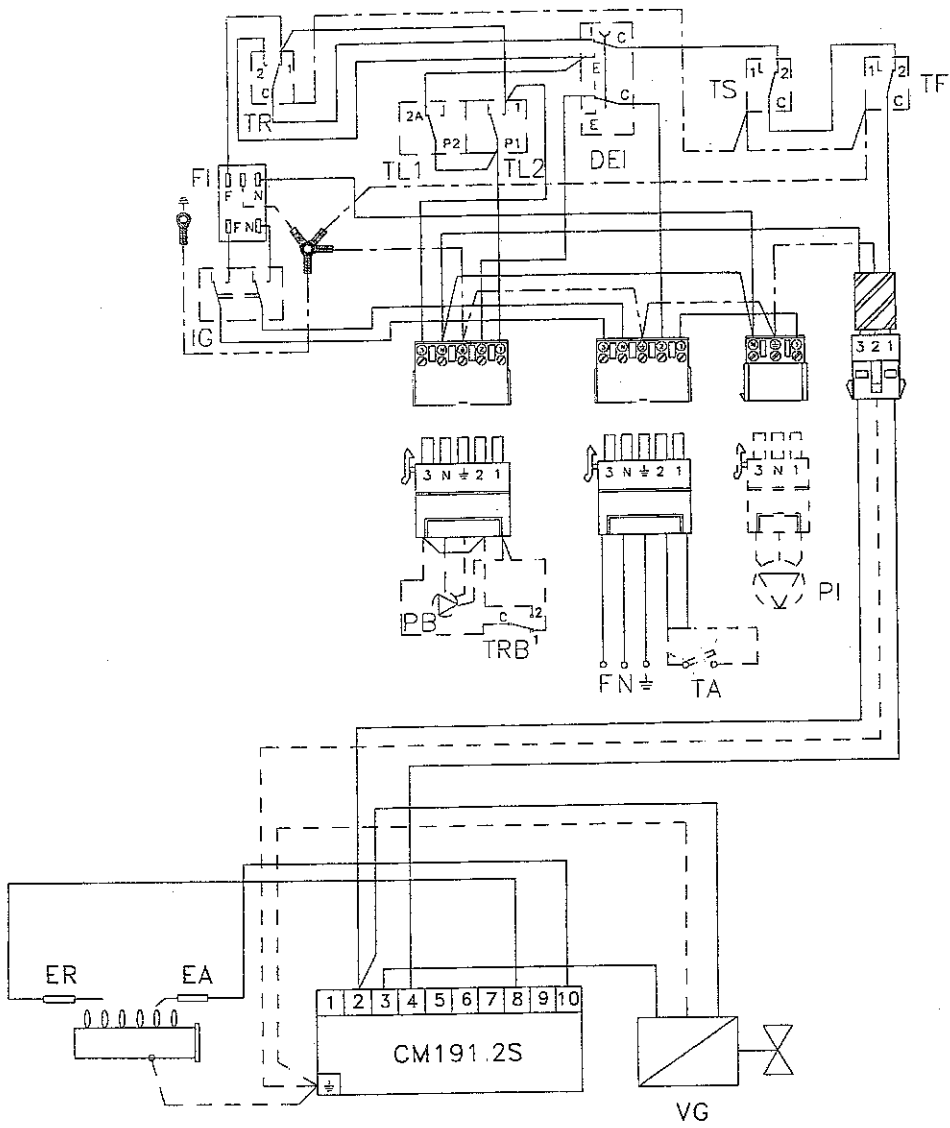 2 1
C
TR
2A P2
1 P1
TL1 TL2
C
E
C
E
DEI
1 2
C
TS
1 2
C
TF
FI
F N
F N
IG
3 N 2 1
3 N 2 1
3 N 1
3 2 1
PB
C 2
1
TRB
F N
TA
PI
ER EA
1 2 3 4 5 6 7 8 9 10
CM191.2S
VG